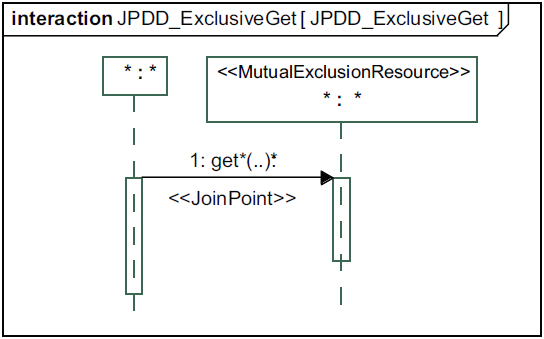 interaction JPDD_ExclusiveGet [ JPDD_ExclusiveGet ]
* : *
<<MutualExclusionResource>>
* : *
1: get*(..):*
<<JoinPoint>>